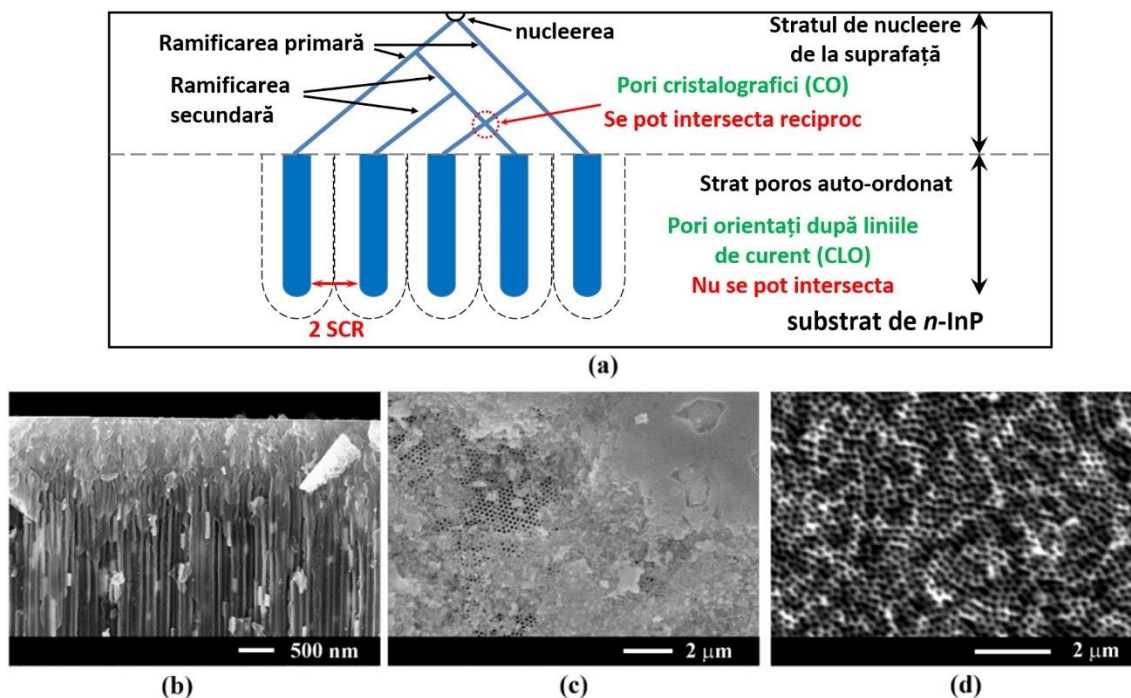 nucleerea
Ramificarea primară
Ramificarea
secundară
Stratul de nucleere
de la suprafață
Pori cristalografici (CO)
Se pot intersecta reciproc
Strat poros auto-ordonat
Pori orientați după liniile
de curent (CLO)
Nu se pot intersecta
2 SCR
substrat de n-InP
(a)
500 nm
2 μm
2 μm
(b)
(c)
(d)